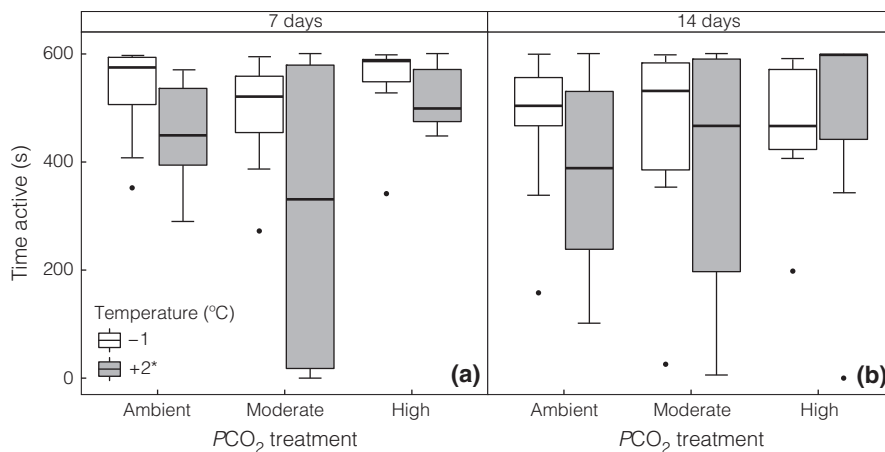 7 days 14 days
600
400
200
0
Time active (s)
Temperature (°C)
−1
+2*
(a) (b)
Ambient Moderate High Ambient Moderate High
PCO₂ treatment PCO₂ treatment